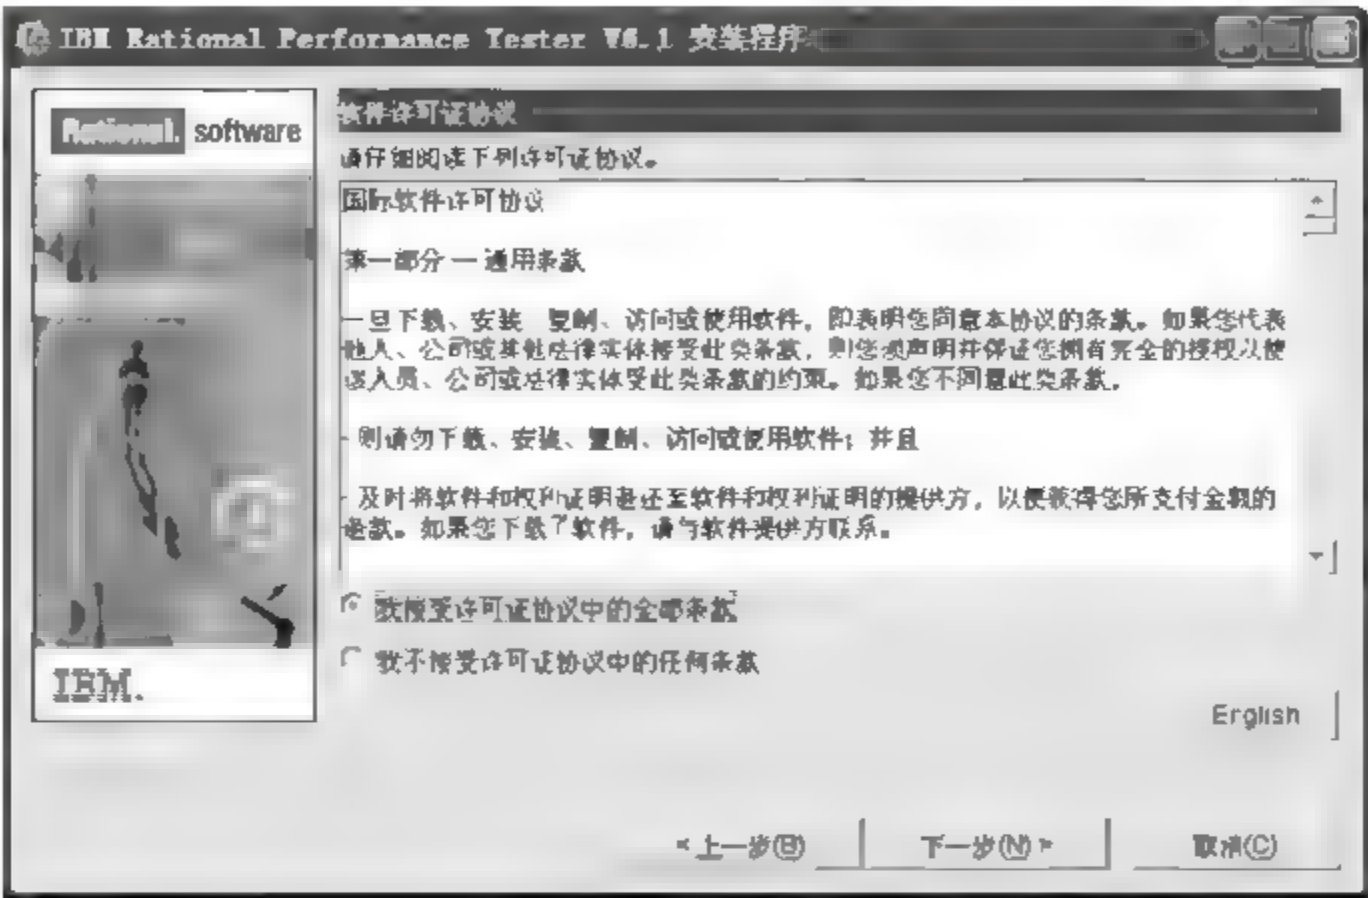 IBM Rational Performance Tester V6.1 安装程序
Rational. software
软件许可证协议
请仔细阅读下列许可证协议。
国际软件许可协议
第一部分 — 通用条款
一旦下载、安装、复制、访问或使用软件，即表明您同意本协议的条款。如果您代表
他人、公司或其他法律实体接受此类条款，则您须声明并保证您拥有完全的授权以使
该人员、公司或法律实体受此类条款的约束。如果您不同意此类条款，
- 则请勿下载、安装、复制、访问或使用软件；并且
- 及时将软件和权利证明退还至软件和权利证明的提供方，以便获得您所支付金额的
退款。如果您下载了软件，请与软件提供方联系。
我接受许可证协议中的全部条款
我不接受许可证协议中的任何条款
IBM.
English
< 上一步(B)
下一步(N) >
取消(C)